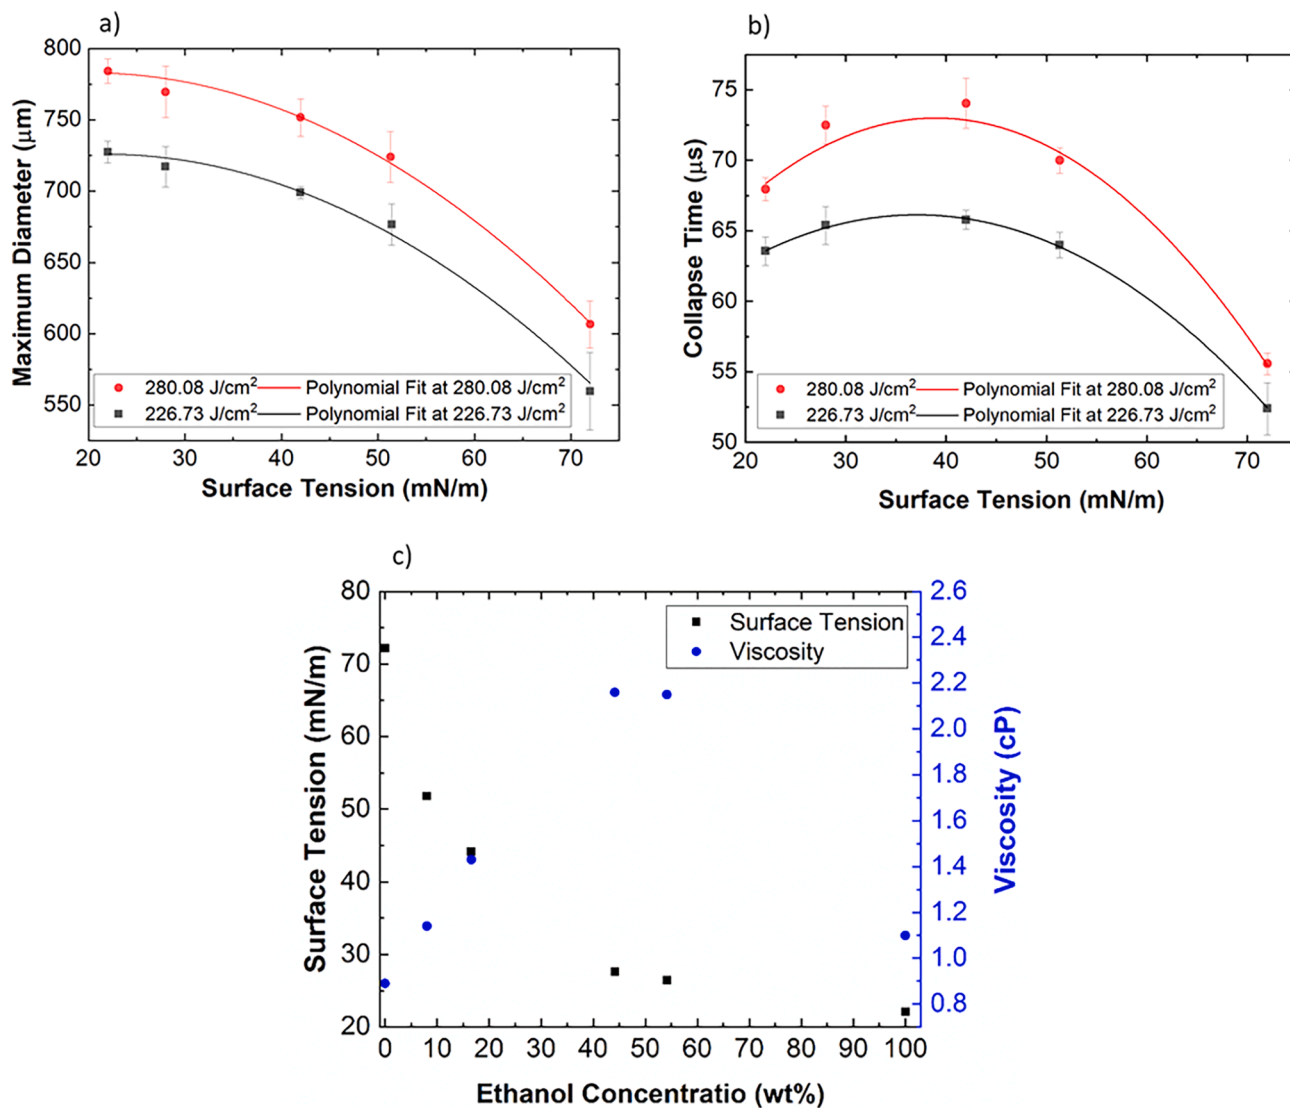 a)
800
750
700
650
600
550
20 30 40 50 60 70
Maximum Diameter (μm)
Surface Tension (mN/m)
280.08 J/cm² Polynomial Fit at 280.08 J/cm²
226.73 J/cm² Polynomial Fit at 226.73 J/cm²
b)
75
70
65
60
55
50
20 30 40 50 60 70
Collapse Time (μs)
Surface Tension (mN/m)
280.08 J/cm² Polynomial Fit at 280.08 J/cm²
226.73 J/cm² Polynomial Fit at 226.73 J/cm²
c)
80
70
60
50
40
30
20
0 10 20 30 40 50 60 70 80 90 100
Surface Tension (mN/m)
Ethanol Concentratio (wt%)
Surface Tension
Viscosity
2.6
2.4
2.2
2.0
1.8
1.6
1.4
1.2
1.0
0.8
Viscosity (cP)